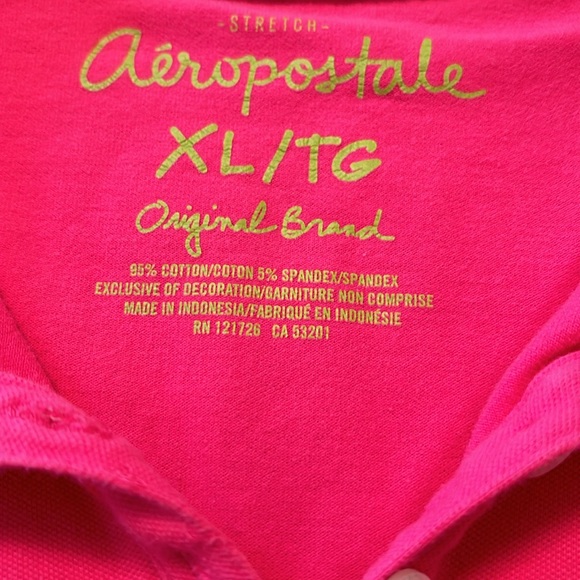 -STRETCH-
aéropostale
XL/TG
Original Brand
95% COTTON/COTON 5% SPANDEX/SPANDEX
EXCLUSIVE OF DECORATION/GARNITURE NON COMPRISE
MADE IN INDONESIA/FABRIQUÉ EN INDONÉSIE
RN 121726 CA 53201